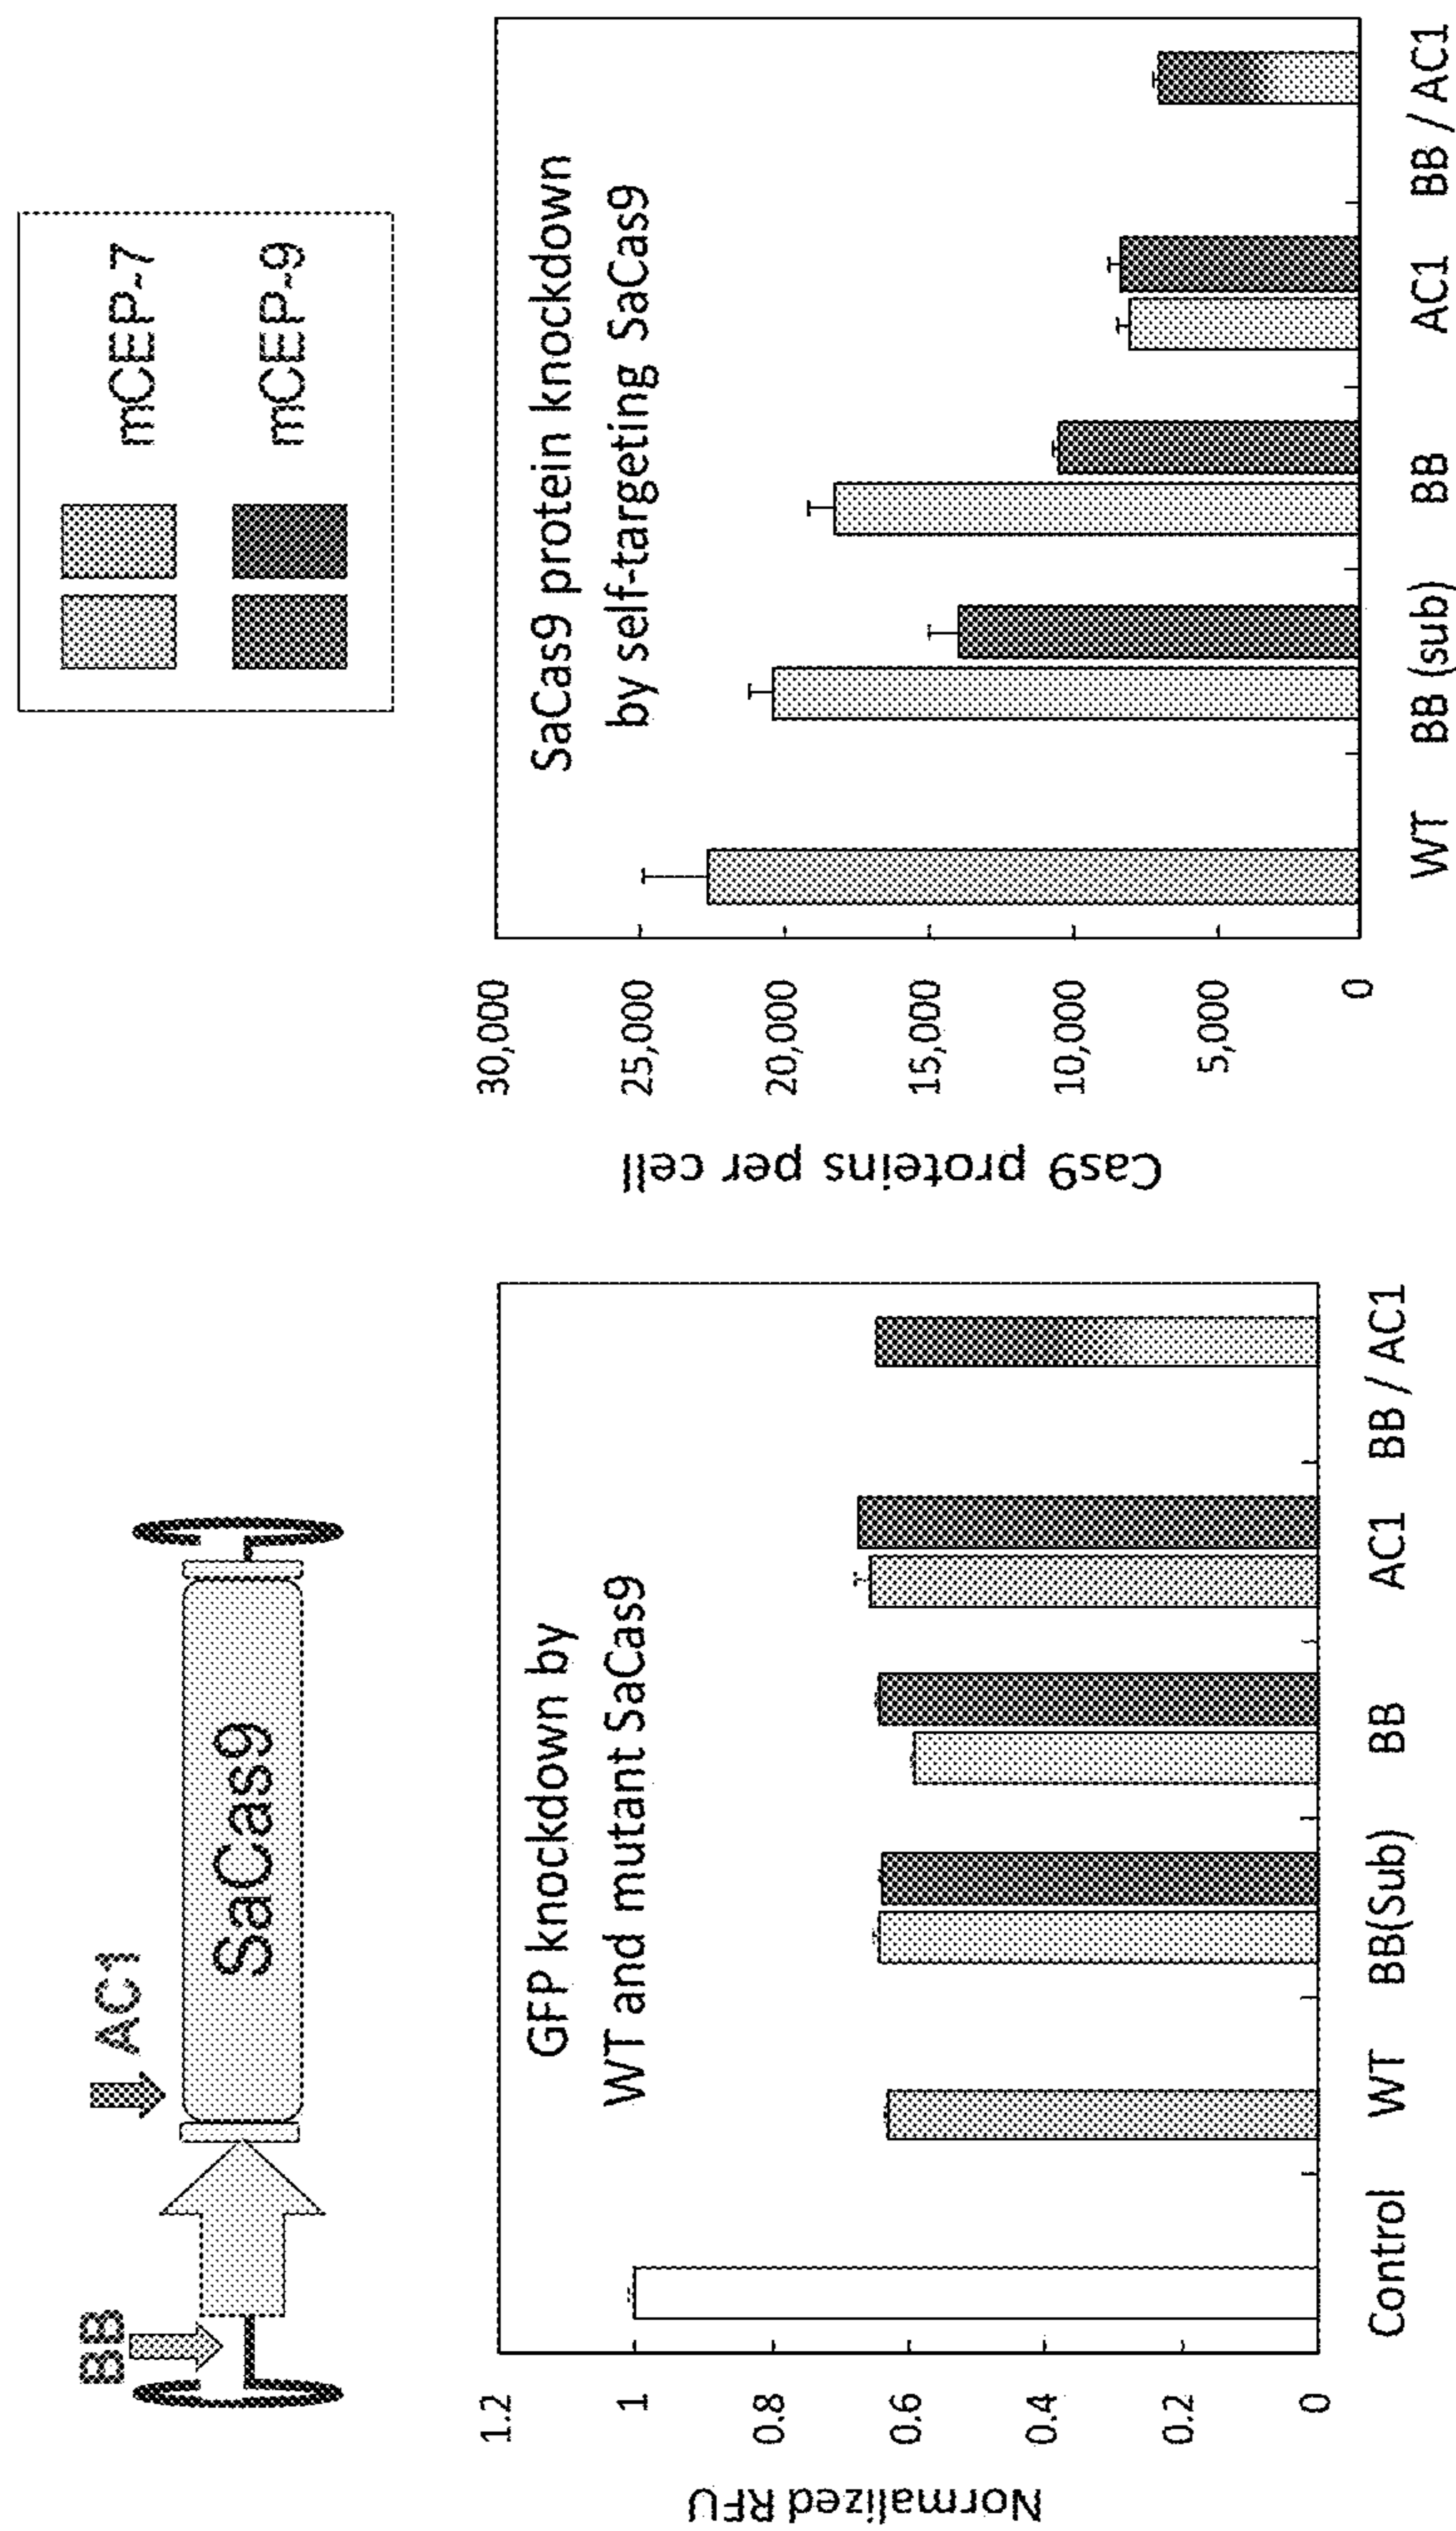 BB
AC1
SaCas9
mCEP-7
mCEP-9
GFP knockdown by
WT and mutant SaCas9
Normalized RFU
1.2
1
0.8
0.6
0.4
0.2
0
Control
WT
BB(Sub)
BB
AC1
BB / AC1
SaCas9 protein knockdown
by self-targeting SaCas9
Cas9 proteins per cell
30,000
25,000
20,000
15,000
10,000
5,000
0
WT
BB (sub)
BB
AC1
BB / AC1